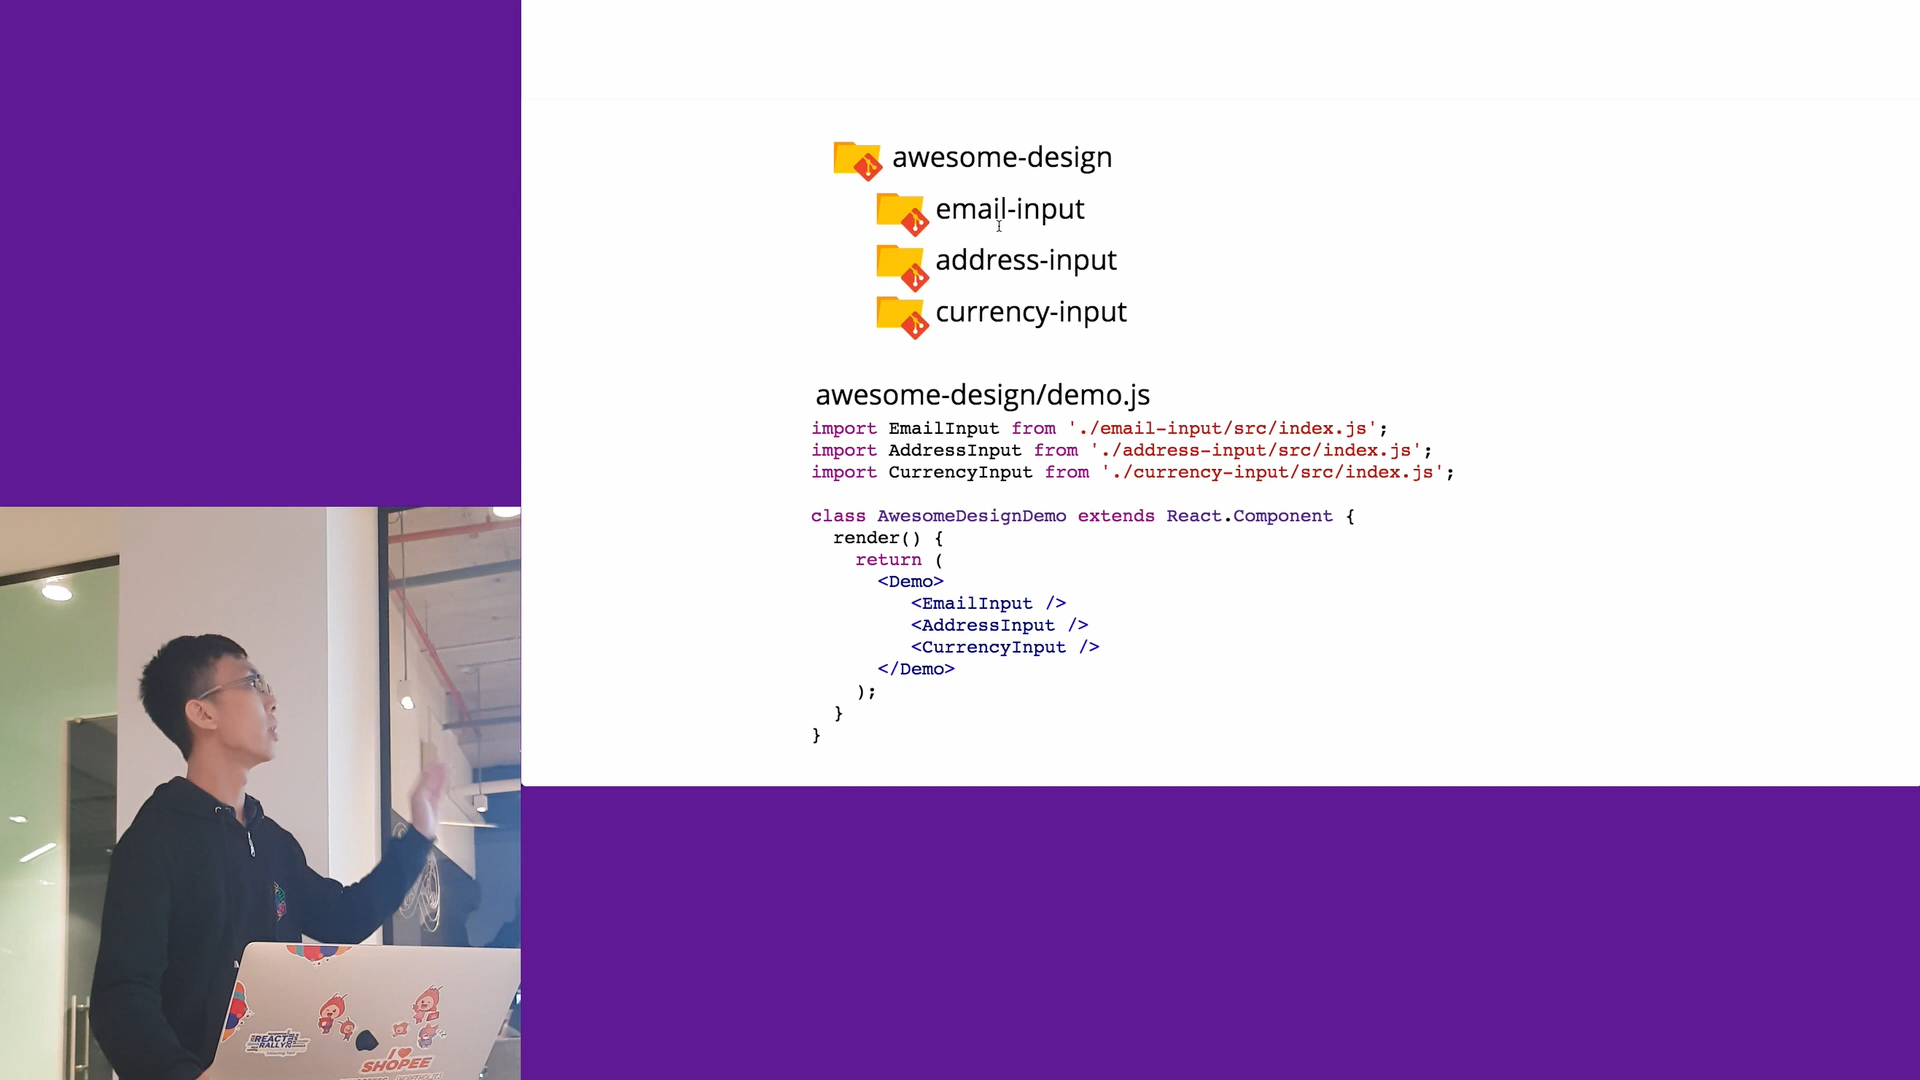 awesome-design
email-input
address-input
currency-input
awesome-design/demo.js
import EmailInput from './email-input/src/index.js';
import AddressInput from './address-input/src/index.js';
import CurrencyInput from './currency-input/src/index.js';
class AwesomeDesignDemo extends React.Component {
render() {
return (
<Demo>
<EmailInput />
<AddressInput />
<CurrencyInput />
</Demo>
);
}
}
REACT
RALLY
I
SHOPEE